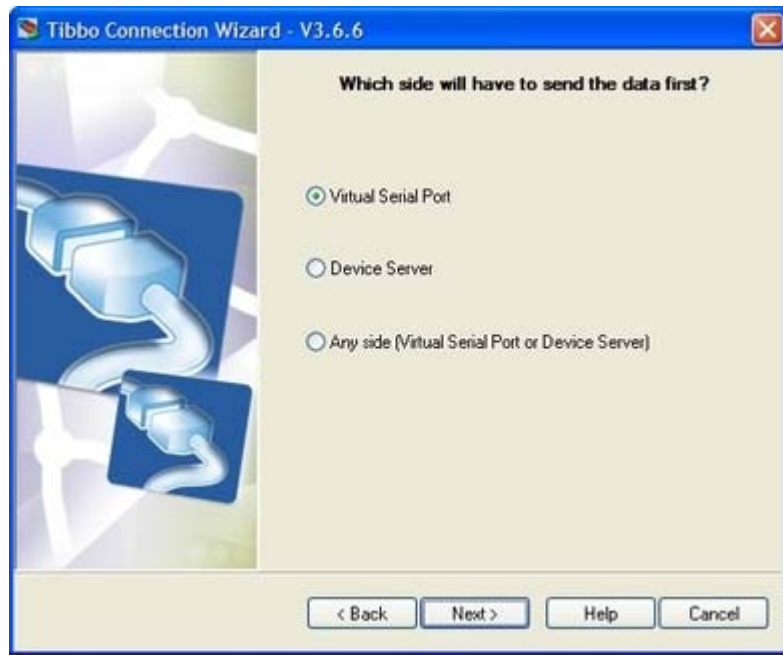 Tibbo Connection Wizard - V3.6.6
Which side will have to send the data first?
Virtual Serial Port
Device Server
Any side (Virtual Serial Port or Device Server)
< Back
Next >
Help
Cancel